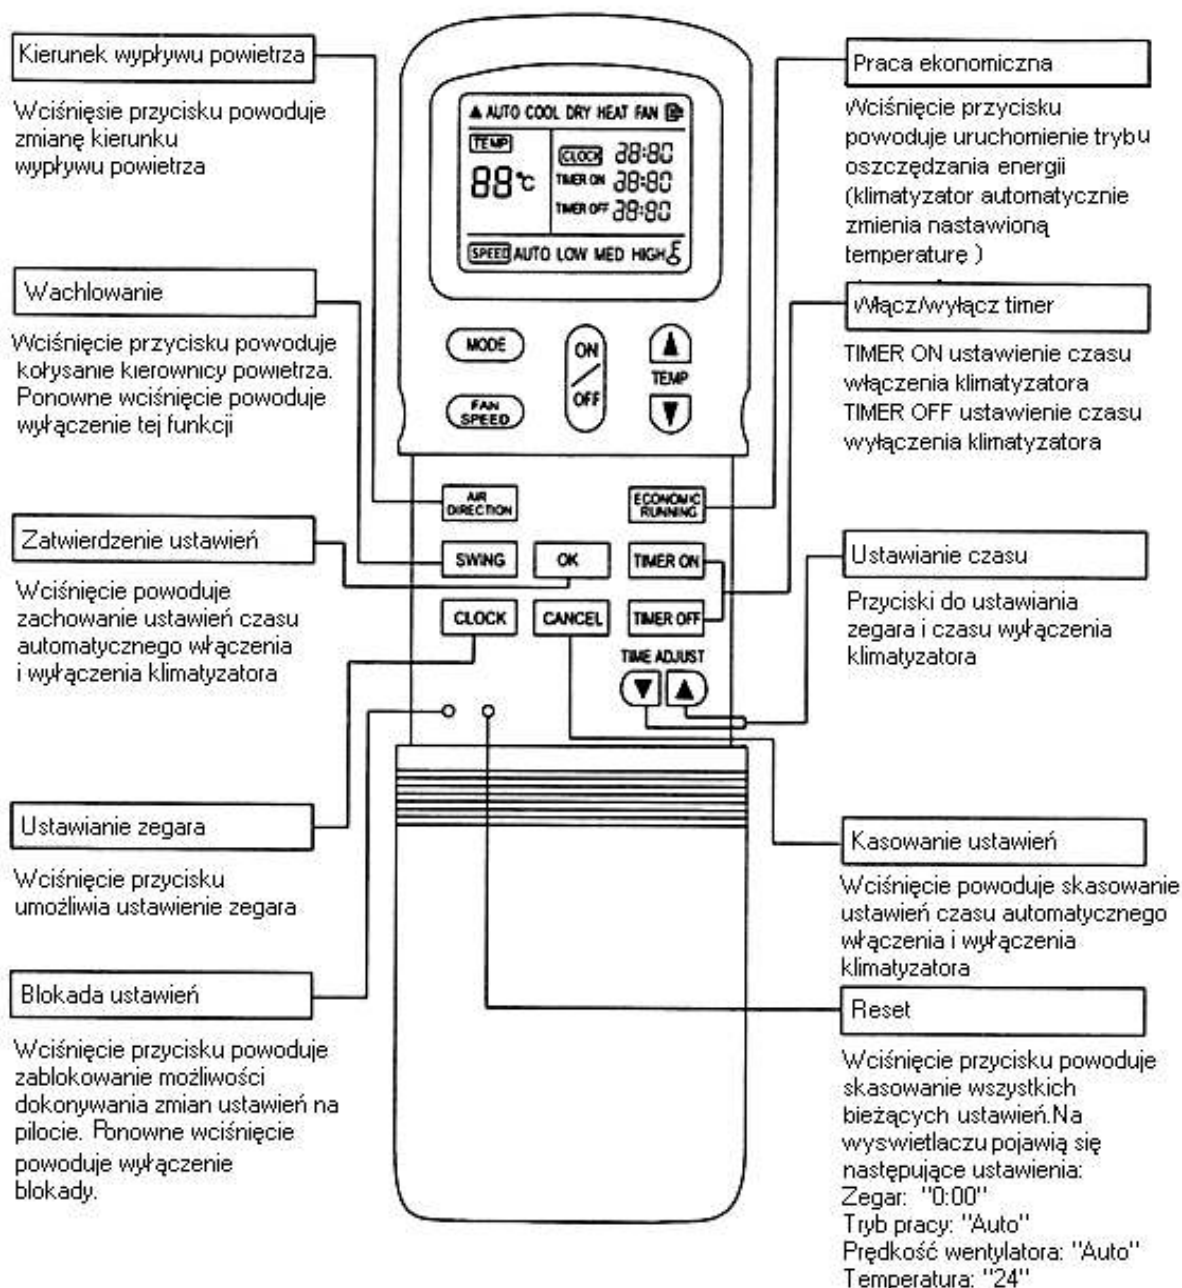 Kierunek wypływu powietrza
Wciśnięsie przycisku powoduje
zmianę kierunku
wypływu powietrza
Wachlowanie
Wciśnięcie przycisku powoduje
kołysanie kierownicy powietrza.
Ponowne wciśnięcie powoduje
wyłączenie tej funkcji
Zatwierdzenie ustawień
Wciśnięcie powoduje
zachowanie ustawień czasu
automatycznego włączenia
i wyłączenia klimatyzatora
Ustawianie zegara
Wciśnięcie przycisku
umożliwia ustawienie zegara
Blokada ustawień
Wciśnięcie przycisku powoduje
zablokowanie możliwości
dokonywania zmian ustawień na
pilocie. Ponowne wciśnięcie
powoduje wyłączenie
blokady.
AUTO COOL DRY HEAT FAN
TEMP
88°C
CLOCK 88:80
TIMER ON 88:80
TIMER OFF 88:80
SPEED AUTO LOW MED HIGH
MODE
ON
OFF
TEMP
FAN
SPEED
AIR
DIRECTION
ECONOMIC
RUNNING
SWING
OK
TIMER ON
CLOCK
CANCEL
TIMER OFF
TIME ADJUST
Praca ekonomiczna
Wciśnięcie przycisku
powoduje uruchomienie trybu
oszczędzania energii
(klimatyzator automatycznie
zmienia nastawioną
temperaturę )
Włącz/wyłącz timer
TIMER ON ustawienie czasu
włączenia klimatyzatora
TIMER OFF ustawienie czasu
wyłączenia klimatyzatora
Ustawianie czasu
Przyciski do ustawiania
zegara i czasu wyłączenia
klimatyzatora
Kasowanie ustawień
Wciśnięcie powoduje skasowanie
ustawień czasu automatycznego
włączenia i wyłączenia
klimatyzatora
Reset
Wciśnięcie przycisku powoduje
skasowanie wszystkich
bieżących ustawień.Na
wyswietlaczu pojawią się
następujące ustawienia:
Zegar: "0:00"
Tryb pracy: "Auto"
Prędkość wentylatora: "Auto"
Temperatura: "24"